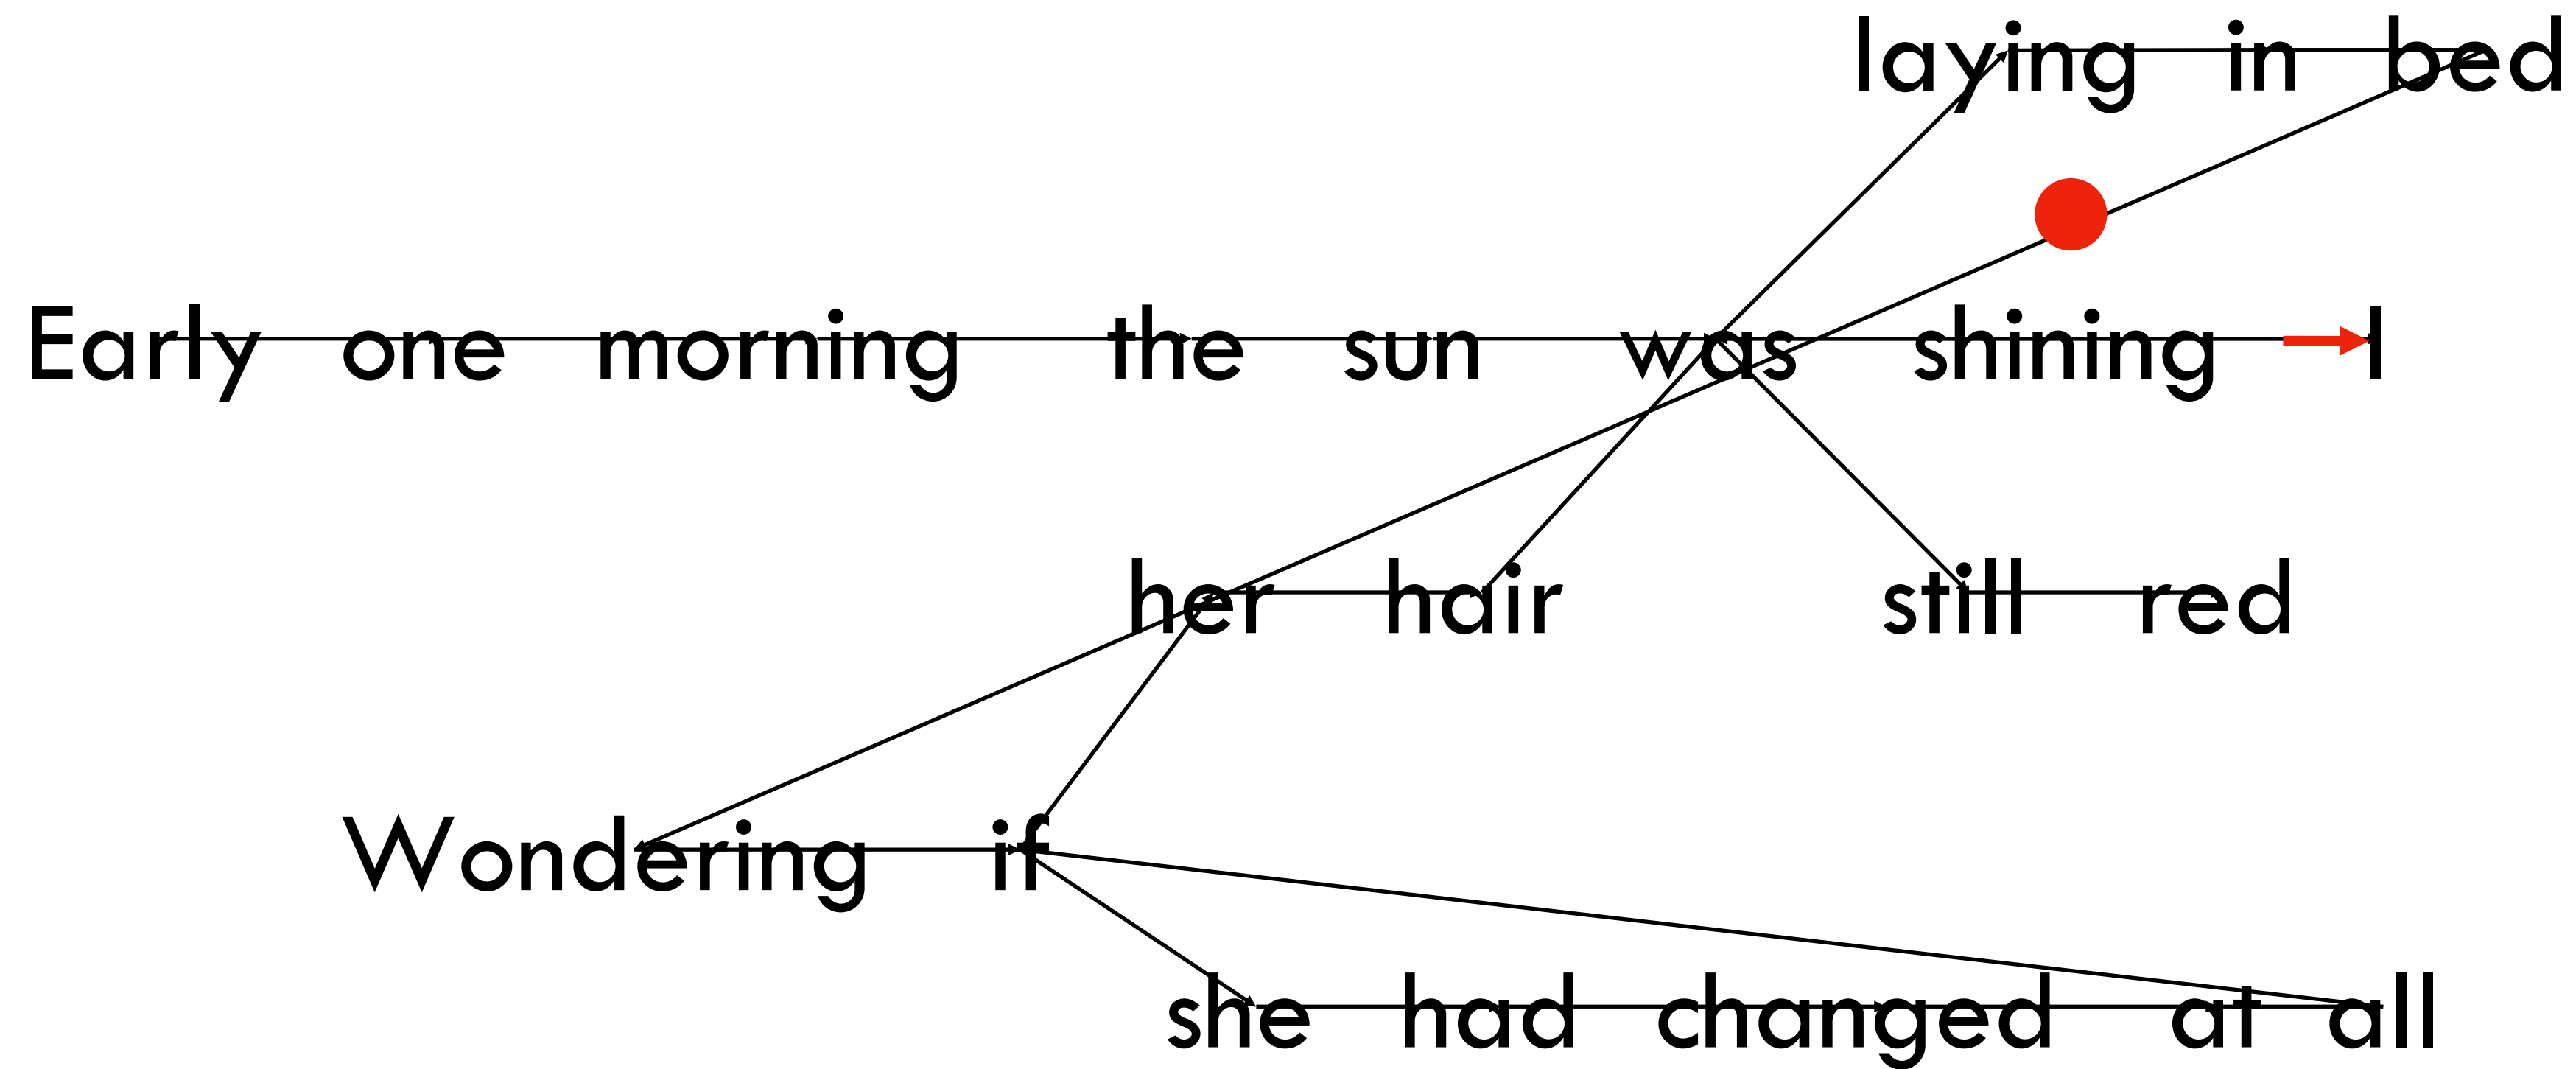 laying in bed
Early one morning the sun was shining I
her hair still red
Wondering if
she had changed at all